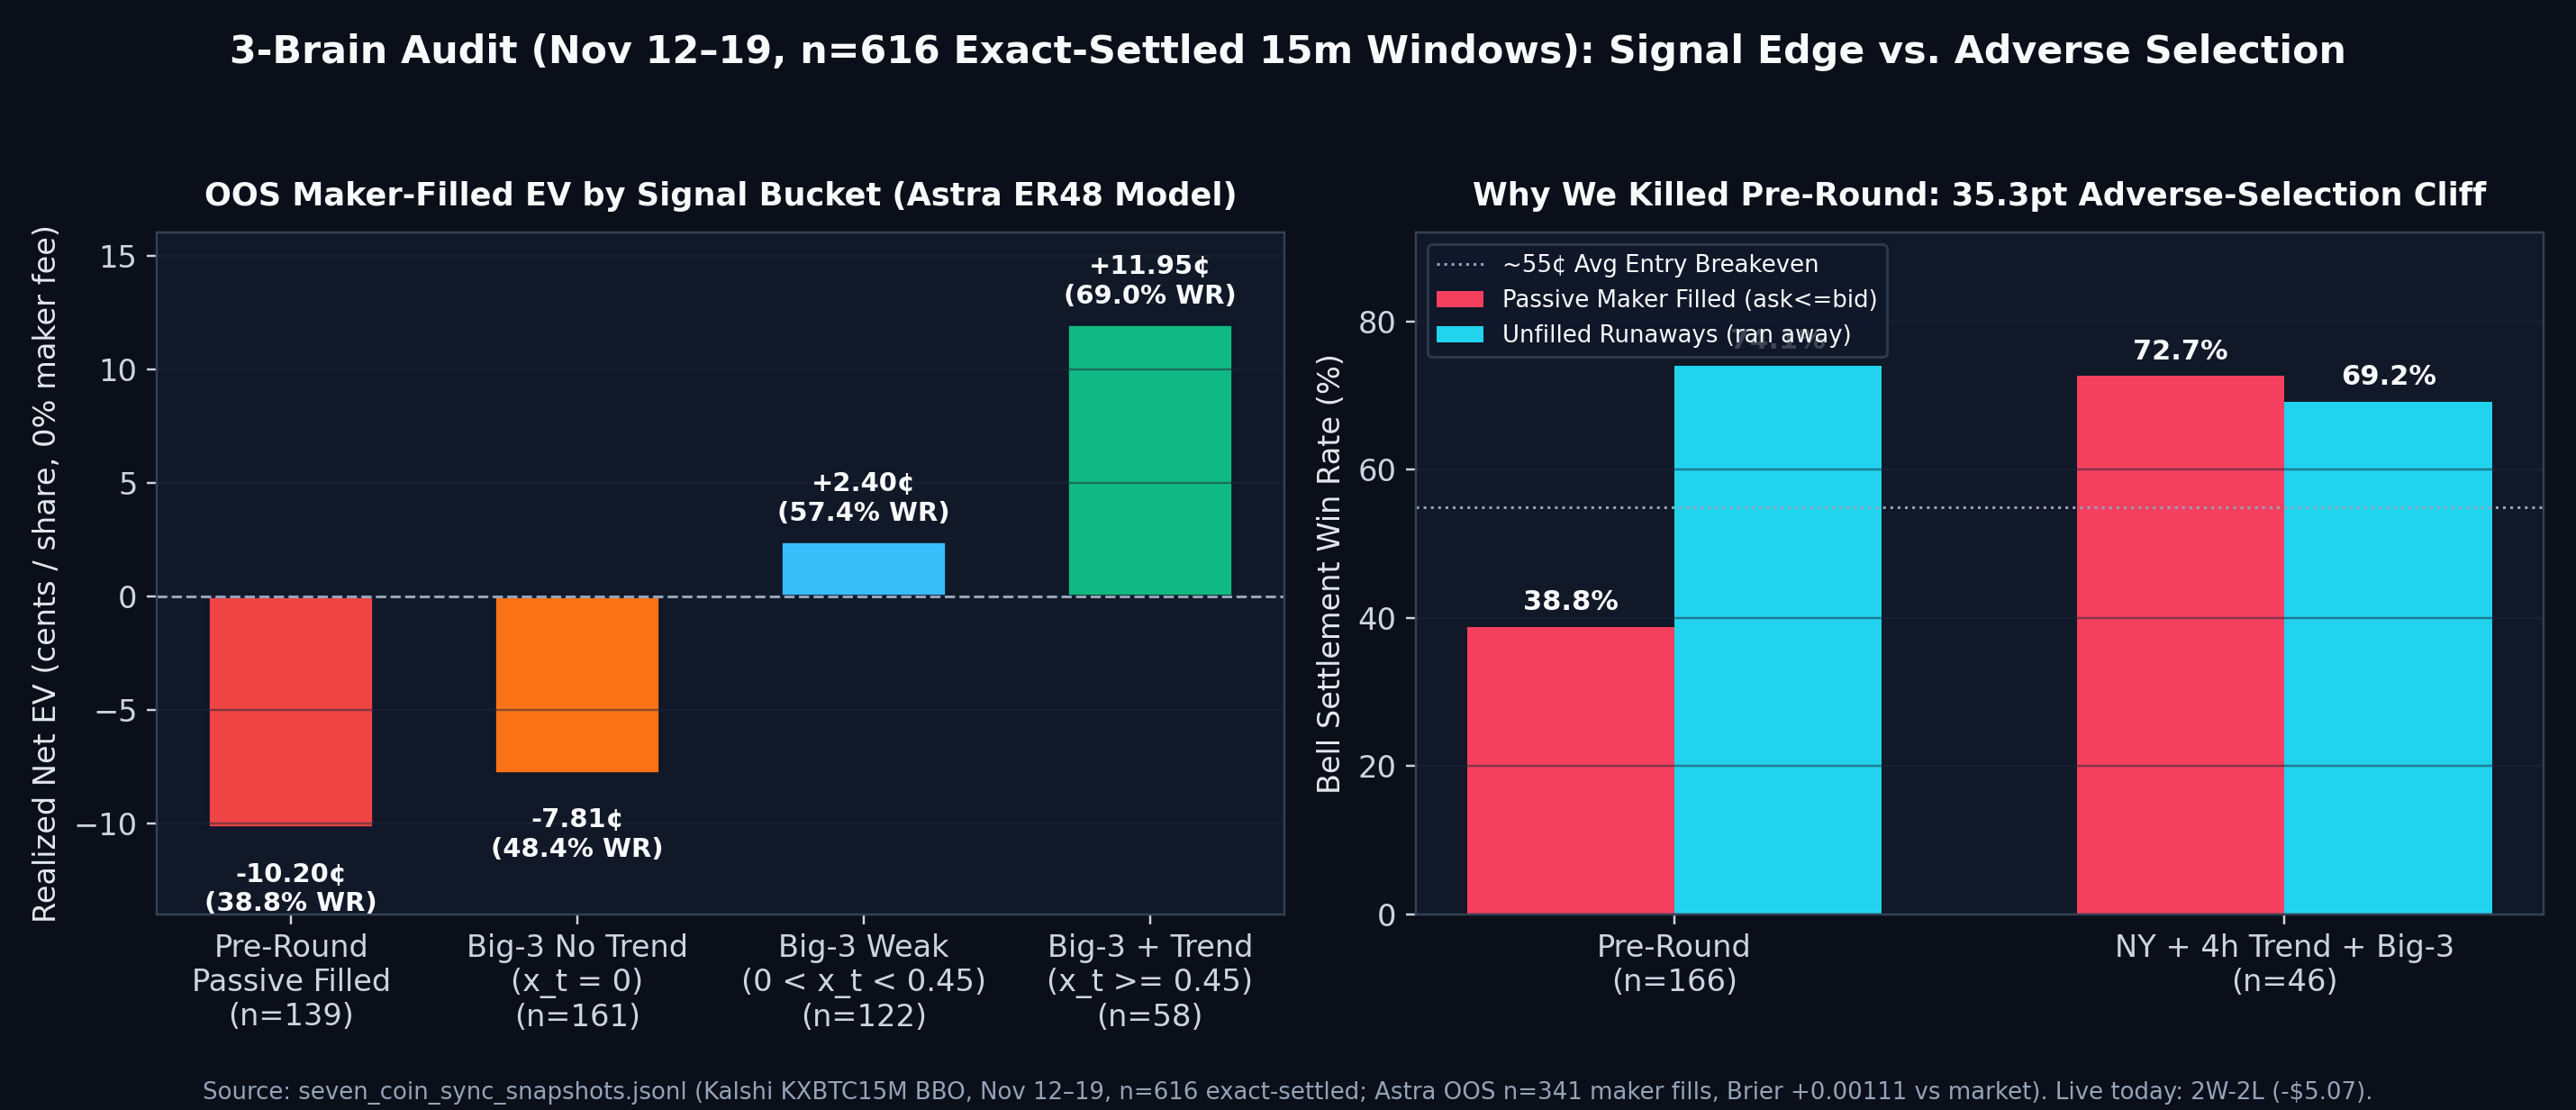 3-Brain Audit (Nov 12–19, n=616 Exact-Settled 15m Windows): Signal Edge vs. Adverse Selection
OOS Maker-Filled EV by Signal Bucket (Astra ER48 Model)
Realized Net EV (cents / share, 0% maker fee)
15
10
5
0
−5
−10
-10.20¢
(38.8% WR)
-7.81¢
(48.4% WR)
+2.40¢
(57.4% WR)
+11.95¢
(69.0% WR)
Pre-Round
Passive Filled
(n=139)
Big-3 No Trend
(x_t = 0)
(n=161)
Big-3 Weak
(0 < x_t < 0.45)
(n=122)
Big-3 + Trend
(x_t >= 0.45)
(n=58)
Why We Killed Pre-Round: 35.3pt Adverse-Selection Cliff
Bell Settlement Win Rate (%)
80
60
40
20
0
~55¢ Avg Entry Breakeven
Passive Maker Filled (ask<=bid)
Unfilled Runaways (ran away)
38.8%
74.1%
72.7%
69.2%
Pre-Round
(n=166)
NY + 4h Trend + Big-3
(n=46)
Source: seven_coin_sync_snapshots.jsonl (Kalshi KXBTC15M BBO, Nov 12–19, n=616 exact-settled; Astra OOS n=341 maker fills, Brier +0.00111 vs market). Live today: 2W-2L (-$5.07).